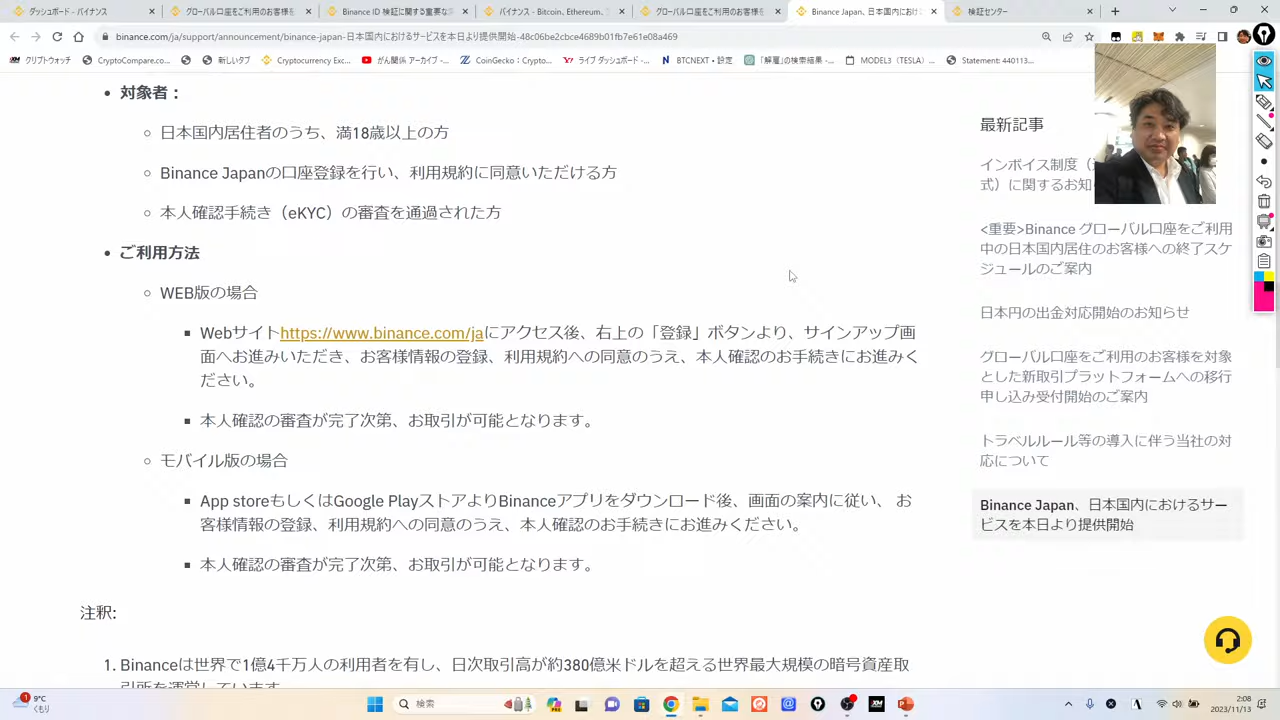 ダッシュボード - バイナンス
グローバル口座をご利用のお客様を
Binance ID 検証に関する重要な
バイナンス - Bitcoin, Ethereum,
グローバル口座をご利用のお客様を
Binance Japan、日本国内におけ
検証センター
binance.com/ja/support/announcement/binance-japan-日本国内におけるサービスを本日より提供開始-48c06be2cbce4689b01fb7e61e08a469
クリプトウォッチ
CryptoCompare.co...
新しいタブ
Cryptocurrency Exc...
がん関係 アーカイブ -...
CoinGecko : Crypto...
ライブ ダッシュボード -...
BTCNEXT • 設定
「解雇」の検索結果 -...
MODEL3（TESLA）...
Statement: 440113...
対象者：
日本国内居住者のうち、満18歳以上の方
Binance Japanの口座登録を行い、利用規約に同意いただける方
本人確認手続き（eKYC）の審査を通過された方
ご利用方法
WEB版の場合
Webサイトhttps://www.binance.com/jaにアクセス後、右上の「登録」ボタンより、サインアップ画
面へお進みいただき、お客様情報の登録、利用規約への同意のうえ、本人確認のお手続きにお進みく
ださい。
本人確認の審査が完了次第、お取引が可能となります。
モバイル版の場合
App storeもしくはGoogle PlayストアよりBinanceアプリをダウンロード後、画面の案内に従い、 お
客様情報の登録、利用規約への同意のうえ、本人確認のお手続きにお進みください。
本人確認の審査が完了次第、お取引が可能となります。
注釈:
1. Binanceは世界で1億4千万人の利用者を有し、日次取引高が約380億米ドルを超える世界最大規模の暗号資産取
引所を運営しています
最新記事
インボイス制度（
式）に関するお知
<重要>Binance グローバル口座をご利用
中の日本国内居住のお客様への終了スケ
ジュールのご案内
日本円の出金対応開始のお知らせ
グローバル口座をご利用のお客様を対象
とした新取引プラットフォームへの移行
申し込み受付開始のご案内
トラベルルール等の導入に伴う当社の対
応について
Binance Japan、日本国内におけるサー
ビスを本日より提供開始
1
9°C
くもり
検索
XM
A
2:08
2023/11/13